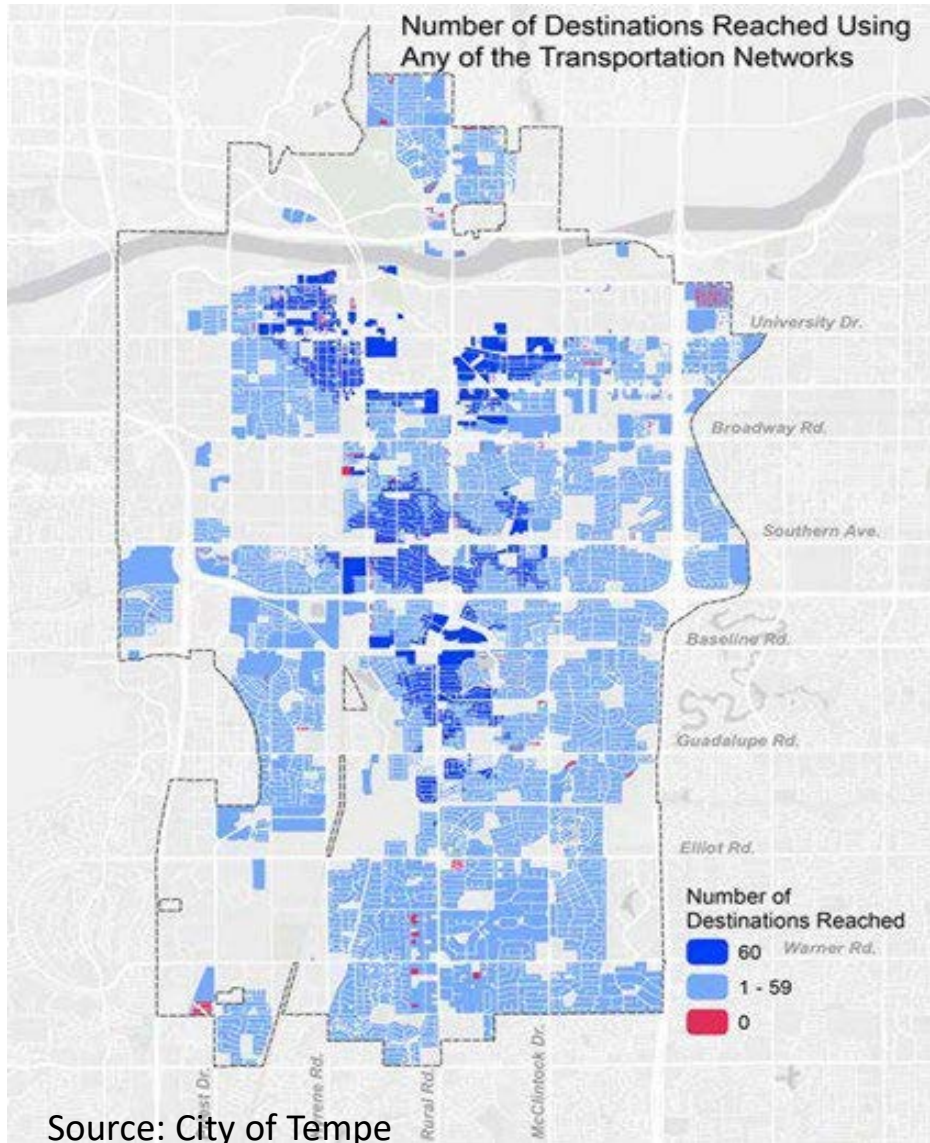 Number of Destinations Reached Using
Any of the Transportation Networks
University Dr.
Broadway Rd.
Southern Ave.
Baseline Rd.
Guadalupe Rd.
Elliot Rd.
Number of
Destinations Reached
60
Warner Rd.
1 - 59
0
Dr.
Rd.
Rural Rd.
McClintock Dr.
Source: City of Tempe